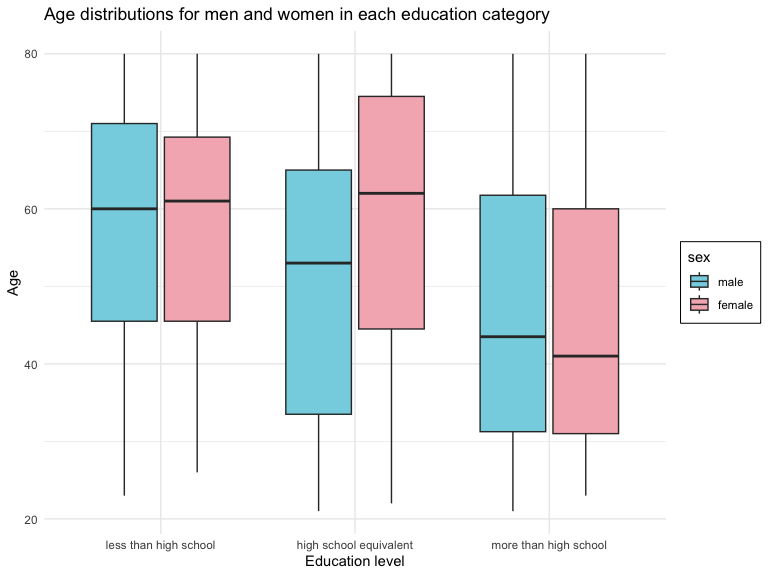 Age distributions for men and women in each education category
Age
80
60
40
20
less than high school
high school equivalent
more than high school
Education level
sex
male
female